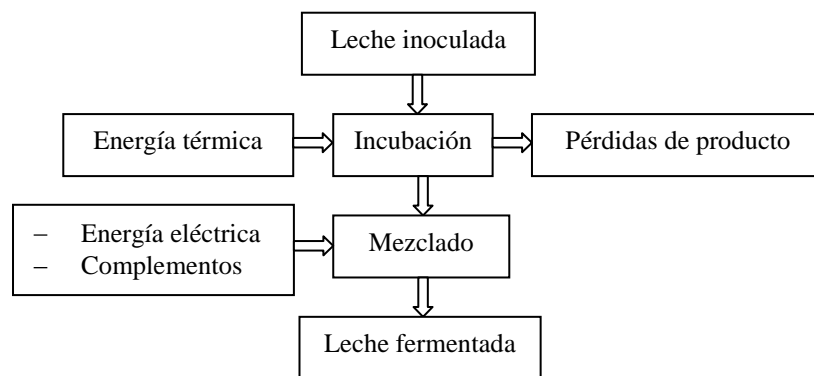 Leche inoculada
Energía térmica
Incubación
Pérdidas de producto
– Energía eléctrica
– Complementos
Mezclado
Leche fermentada